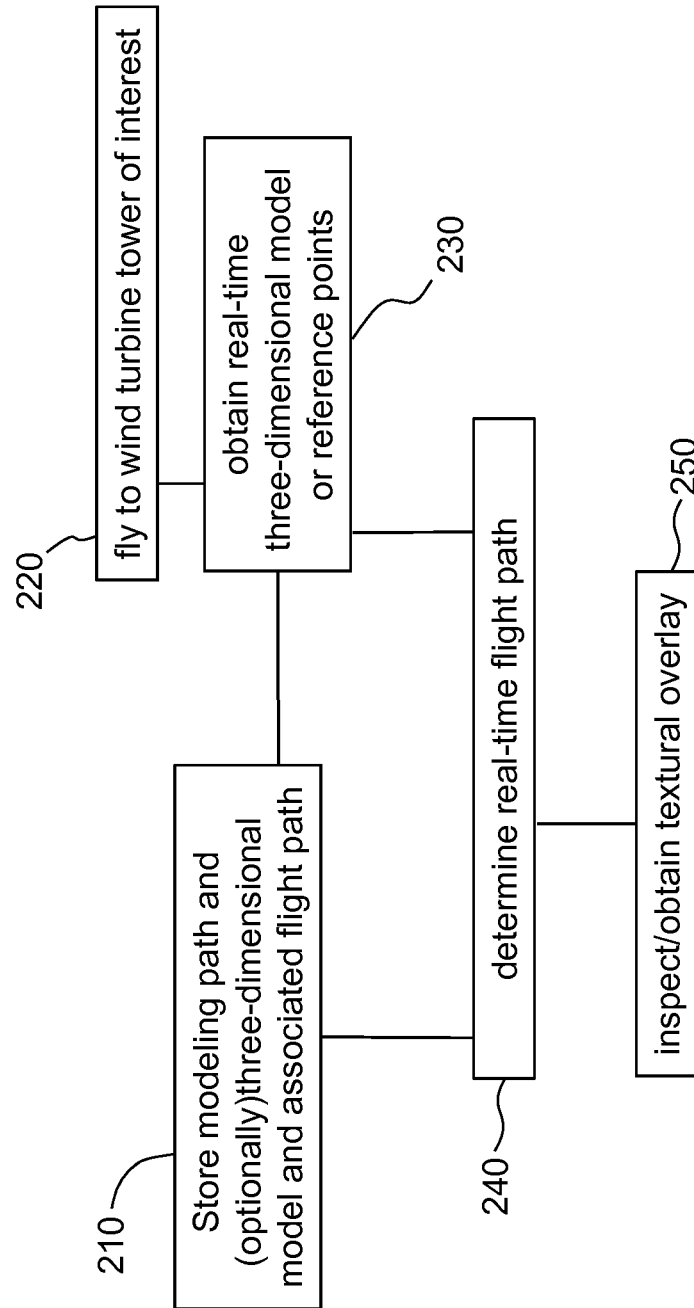 220
fly to wind turbine tower of interest
210
Store modeling path and
(optionally)three-dimensional
model and associated flight path
obtain real-time
three-dimensional model
or reference points
230
240
determine real-time flight path
inspect/obtain textural overlay
250